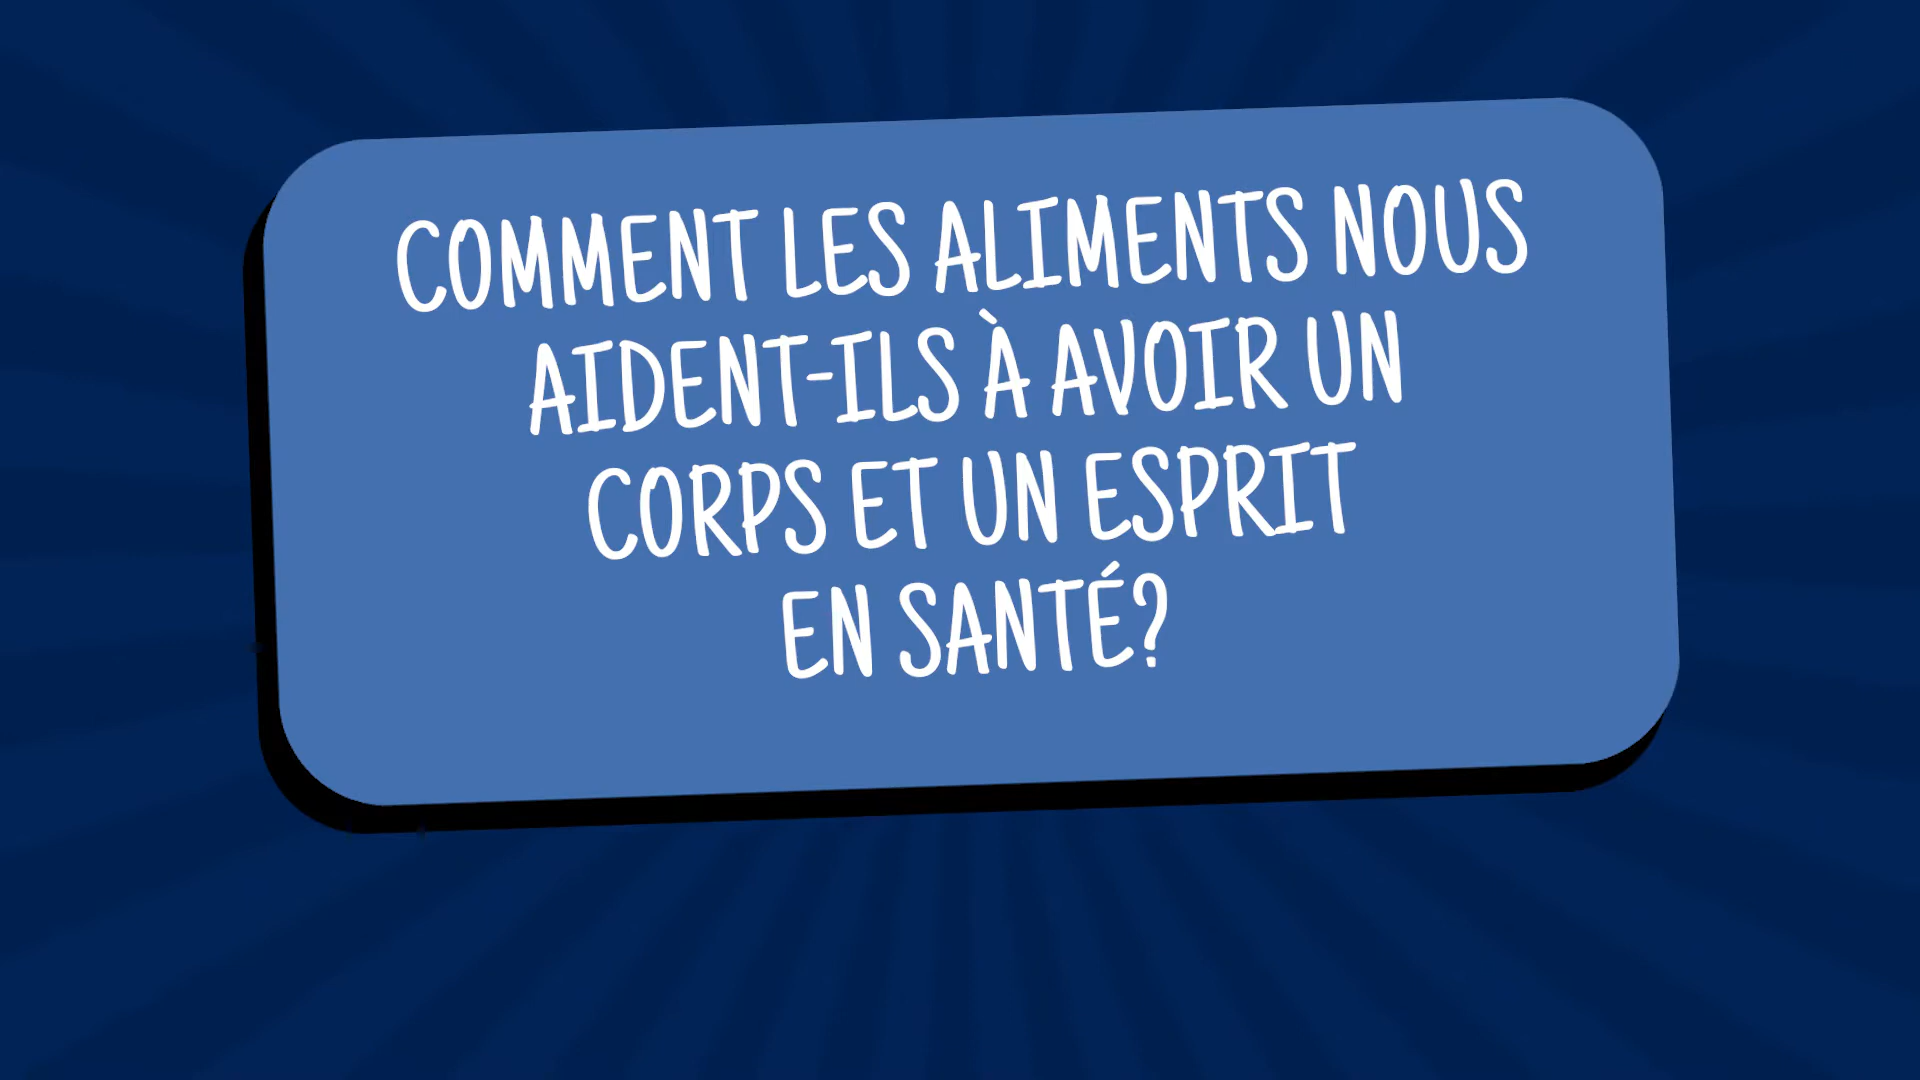 COMMENT LES ALIMENTS NOUS
AIDENT-ILS À AVOIR UN
CORPS ET UN ESPRIT
EN SANTÉ?